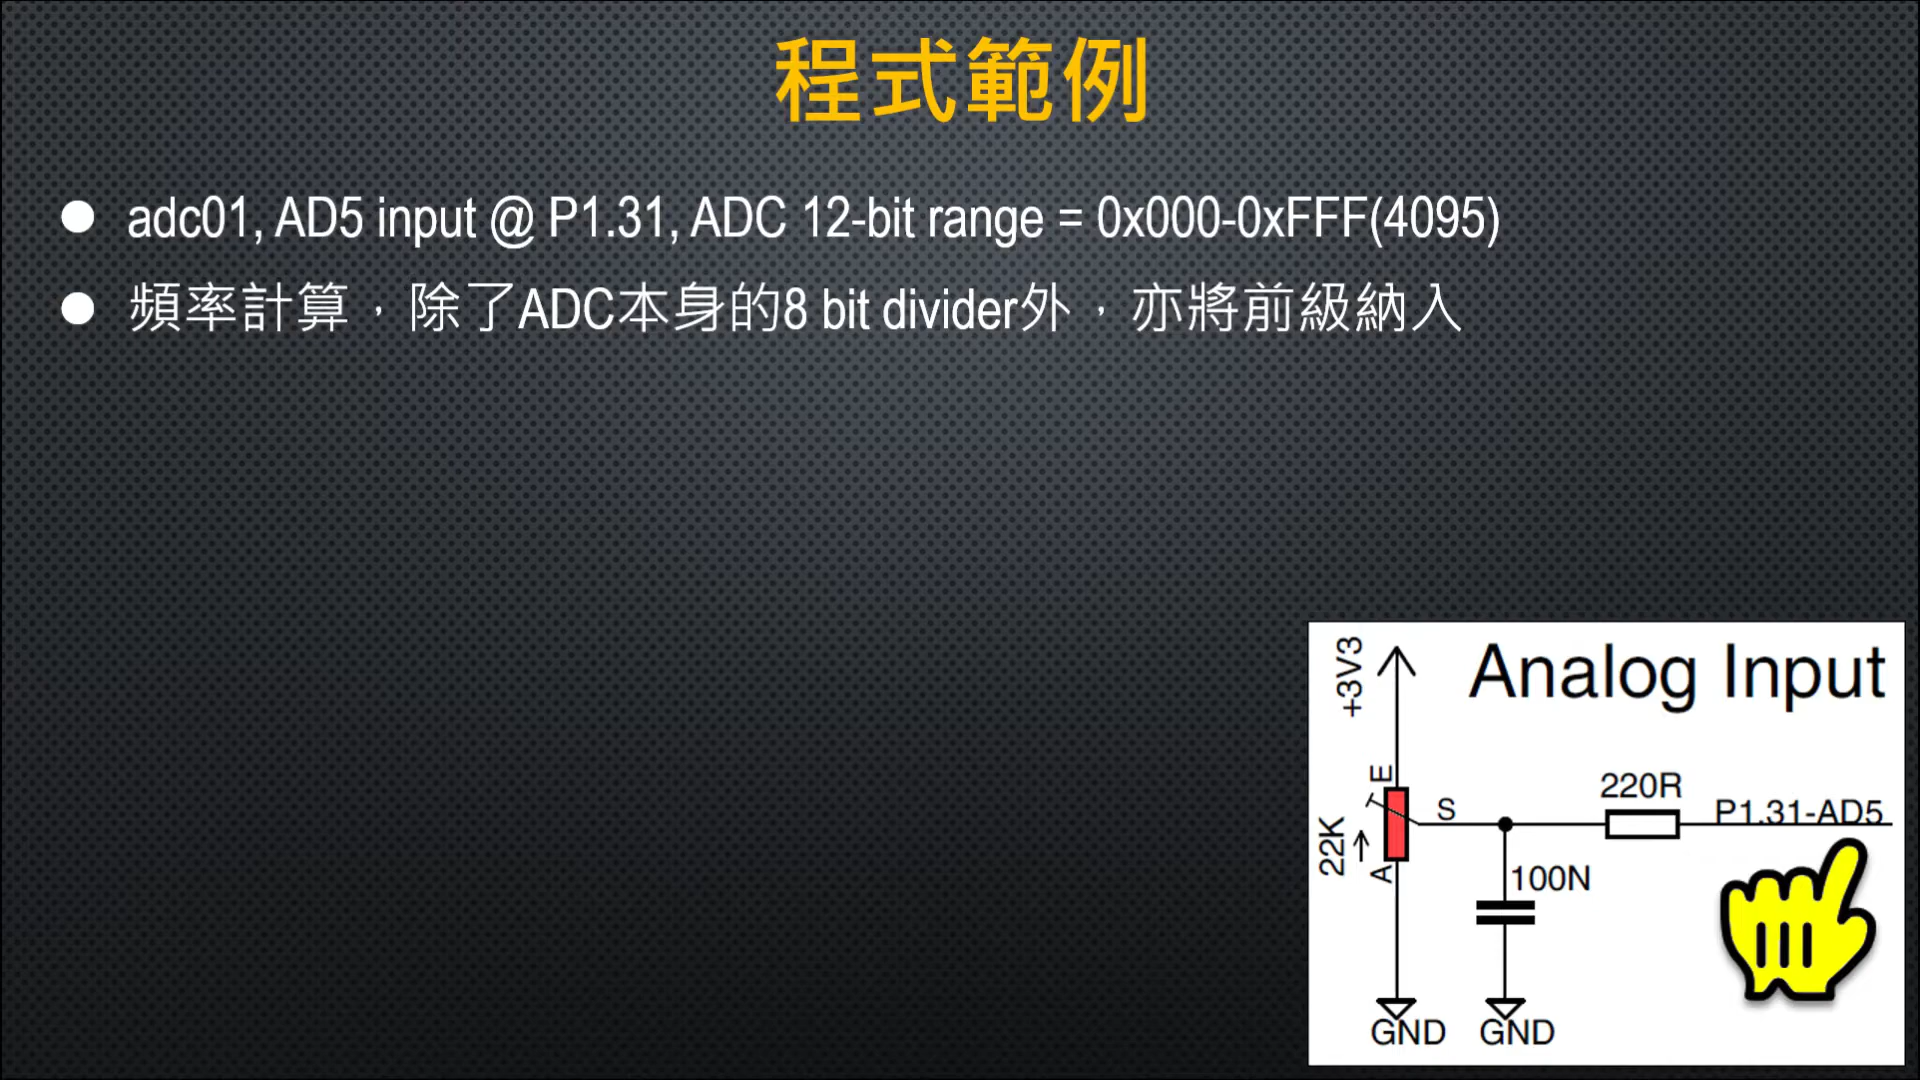 程式範例
adc01, AD5 input @ P1.31, ADC 12-bit range = 0x000-0xFFF(4095)
頻率計算，除了ADC本身的8 bit divider外，亦將前級納入
Analog Input
+3V3
E
S
220R
P1.31-AD5
22K
A
100N
GND
GND